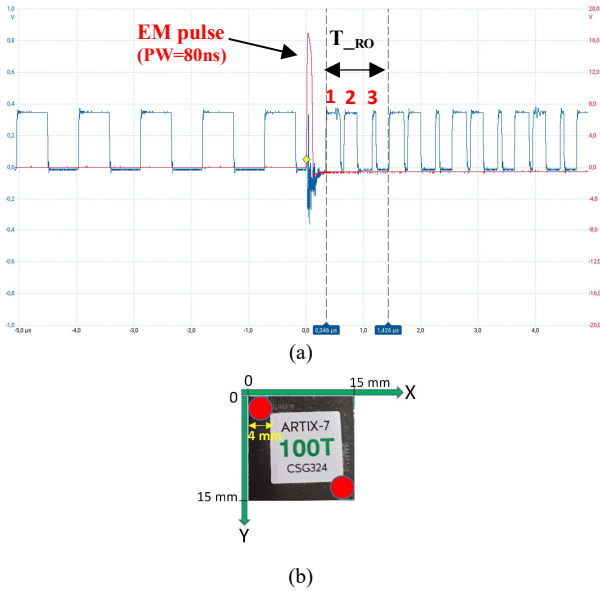 1,0
V
20,0
V
EM pulse
(PW=80ns)
T_RO
0,8
16,0
0,6
12,0
1 2 3
0,4
8,0
0,2
4,0
0,0
0,0
-0,2
-4,0
-0,4
-8,0
-0,6
-12,0
-0,8
-16,0
-1,0
-20,0
-5,0 µs
-4,0
-3,0
-2,0
-1,0
0,0
0,346 µs
1,426 µs
2,0
3,0
4,0
(a)
0
15 mm
X
0
4 mm
ARTIX-7
100T
CSG324
15 mm
Y
(b)